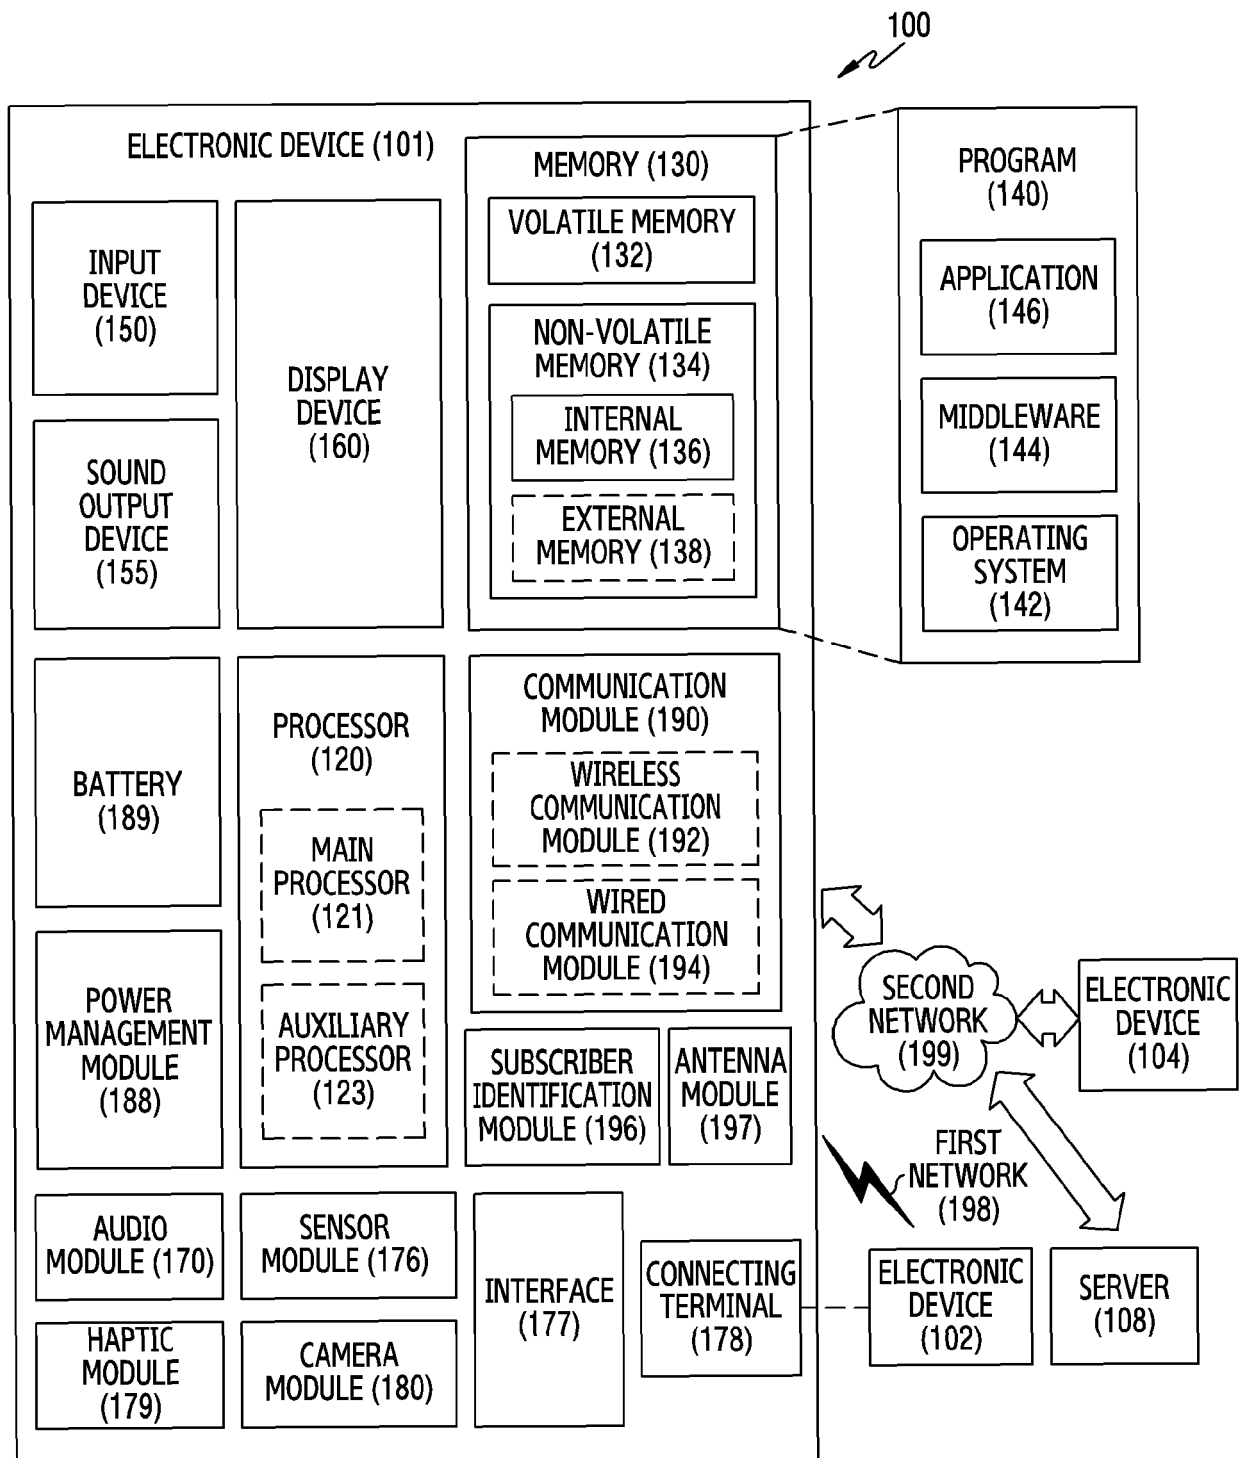 100
ELECTRONIC DEVICE (101)
INPUT
DEVICE
(150)
DISPLAY
DEVICE
(160)
SOUND
OUTPUT
DEVICE
(155)
MEMORY (130)
VOLATILE MEMORY
(132)
NON-VOLATILE
MEMORY (134)
INTERNAL
MEMORY (136)
EXTERNAL
MEMORY (138)
PROGRAM
(140)
APPLICATION
(146)
MIDDLEWARE
(144)
OPERATING
SYSTEM
(142)
BATTERY
(189)
PROCESSOR
(120)
MAIN
PROCESSOR
(121)
AUXILIARY
PROCESSOR
(123)
COMMUNICATION
MODULE (190)
WIRELESS
COMMUNICATION
MODULE (192)
WIRED
COMMUNICATION
MODULE (194)
POWER
MANAGEMENT
MODULE
(188)
SUBSCRIBER
IDENTIFICATION
MODULE (196)
ANTENNA
MODULE
(197)
SECOND
NETWORK
(199)
ELECTRONIC
DEVICE
(104)
FIRST
NETWORK
(198)
AUDIO
MODULE (170)
SENSOR
MODULE (176)
INTERFACE
(177)
CONNECTING
TERMINAL
(178)
ELECTRONIC
DEVICE
(102)
SERVER
(108)
HAPTIC
MODULE
(179)
CAMERA
MODULE (180)